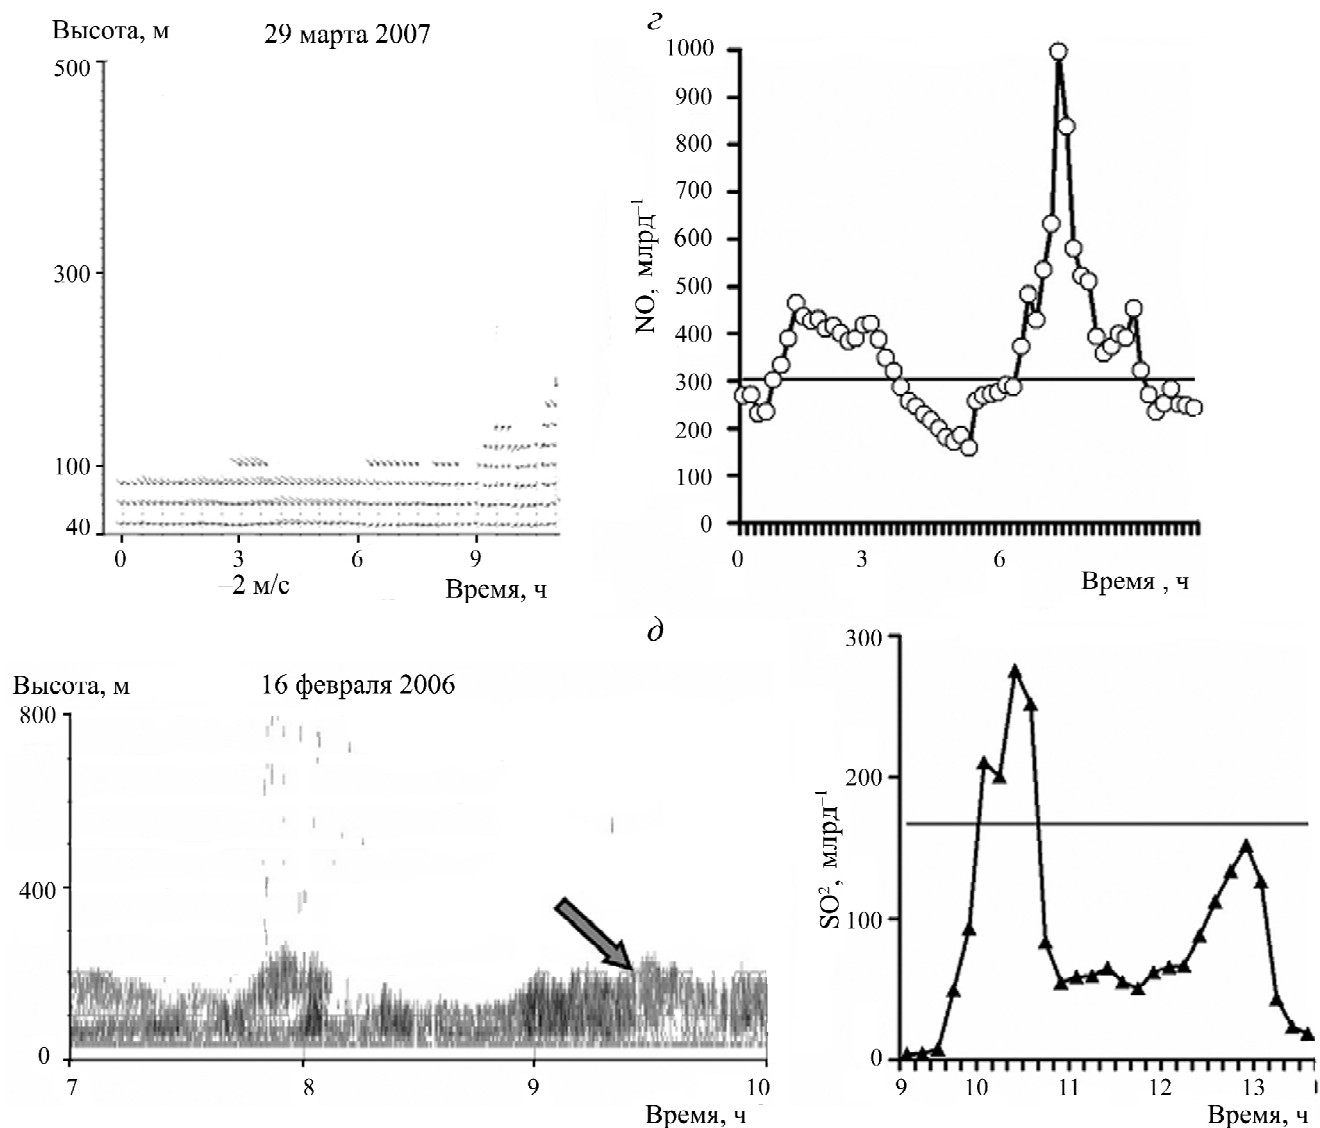 Высота, м
29 марта 2007
500
300
100
40
0
3
6
9
–2 м/с
Время, ч
г
1000
900
800
700
600
500
400
300
200
100
0
NO, млрд–1
0
3
6
Время , ч
д
Высота, м
16 февраля 2006
800
400
0
7
8
9
10
Время, ч
300
200
100
0
SO2, млрд–1
9
10
11
12
13
Время, ч